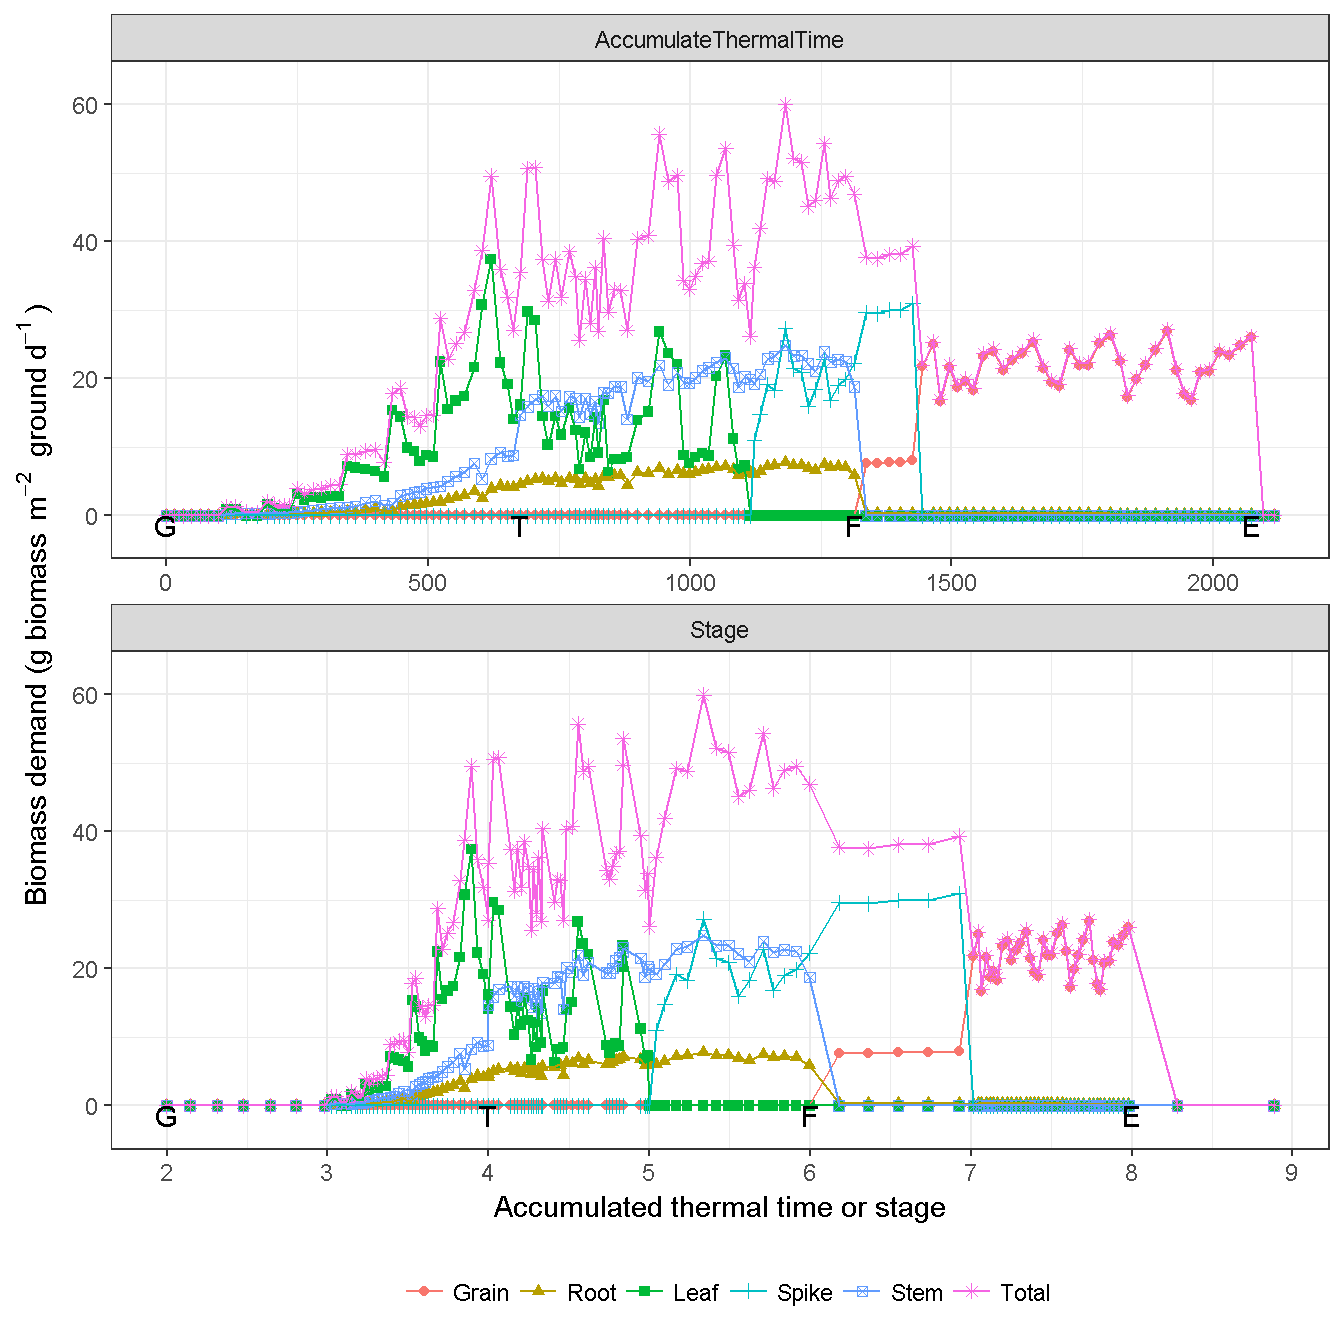 AccumulateThermalTime
60
40
20
0
G T F E
0 500 1000 1500 2000
Biomass demand (g biomass m⁻² ground d⁻¹)
Stage
60
40
20
0
G T F E
2 3 4 5 6 7 8 9
Accumulated thermal time or stage
Grain Root Leaf Spike Stem Total